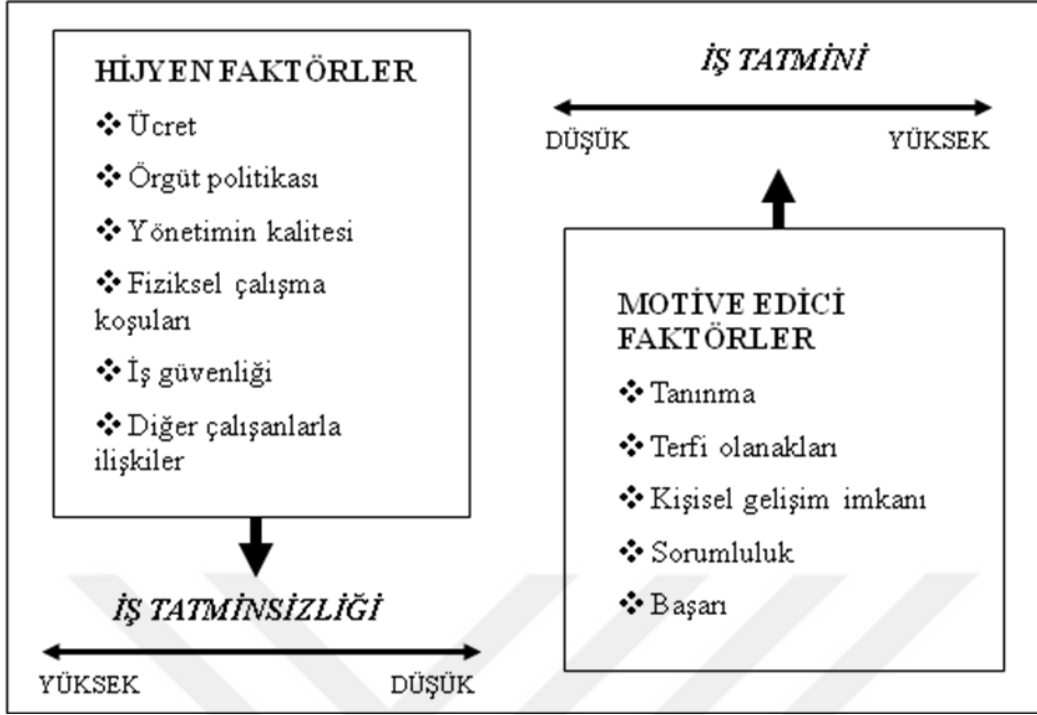 HİJYEN FAKTÖRLER
❖ Ücret
❖ Örgüt politikası
❖ Yönetimin kalitesi
❖ Fiziksel çalışma
koşuları
❖ İş güvenliği
❖ Diğer çalışanlarla
ilişkiler
İŞ TATMİNSİZLİĞİ
YÜKSEK DÜŞÜK
İŞ TATMİNİ
DÜŞÜK YÜKSEK
MOTİVE EDİCİ
FAKTÖRLER
❖ Tanınma
❖ Terfi olanakları
❖ Kişisel gelişim imkanı
❖ Sorumluluk
❖ Başarı